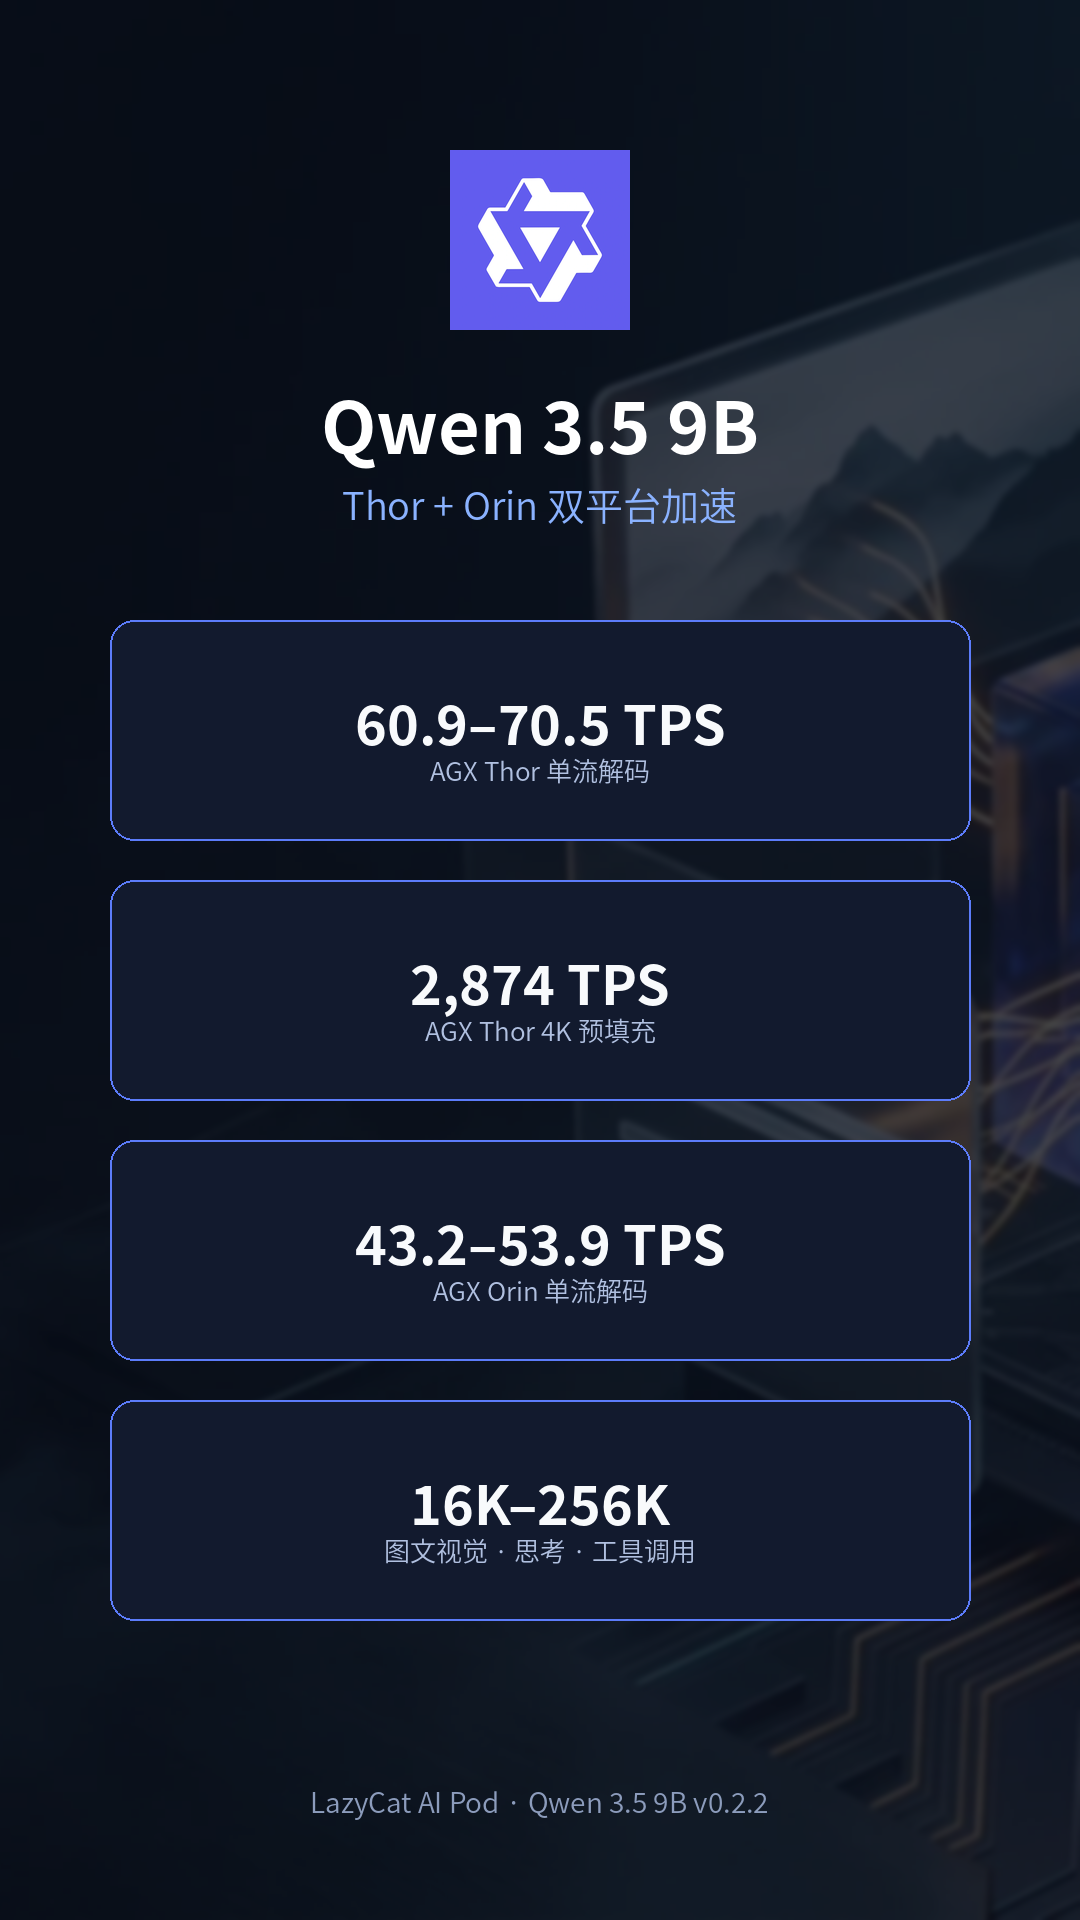 Qwen 3.5 9B
Thor + Orin 双平台加速
60.9–70.5 TPS
AGX Thor 单流解码
2,874 TPS
AGX Thor 4K 预填充
43.2–53.9 TPS
AGX Orin 单流解码
16K–256K
图文视觉 · 思考 · 工具调用
LazyCat AI Pod · Qwen 3.5 9B v0.2.2